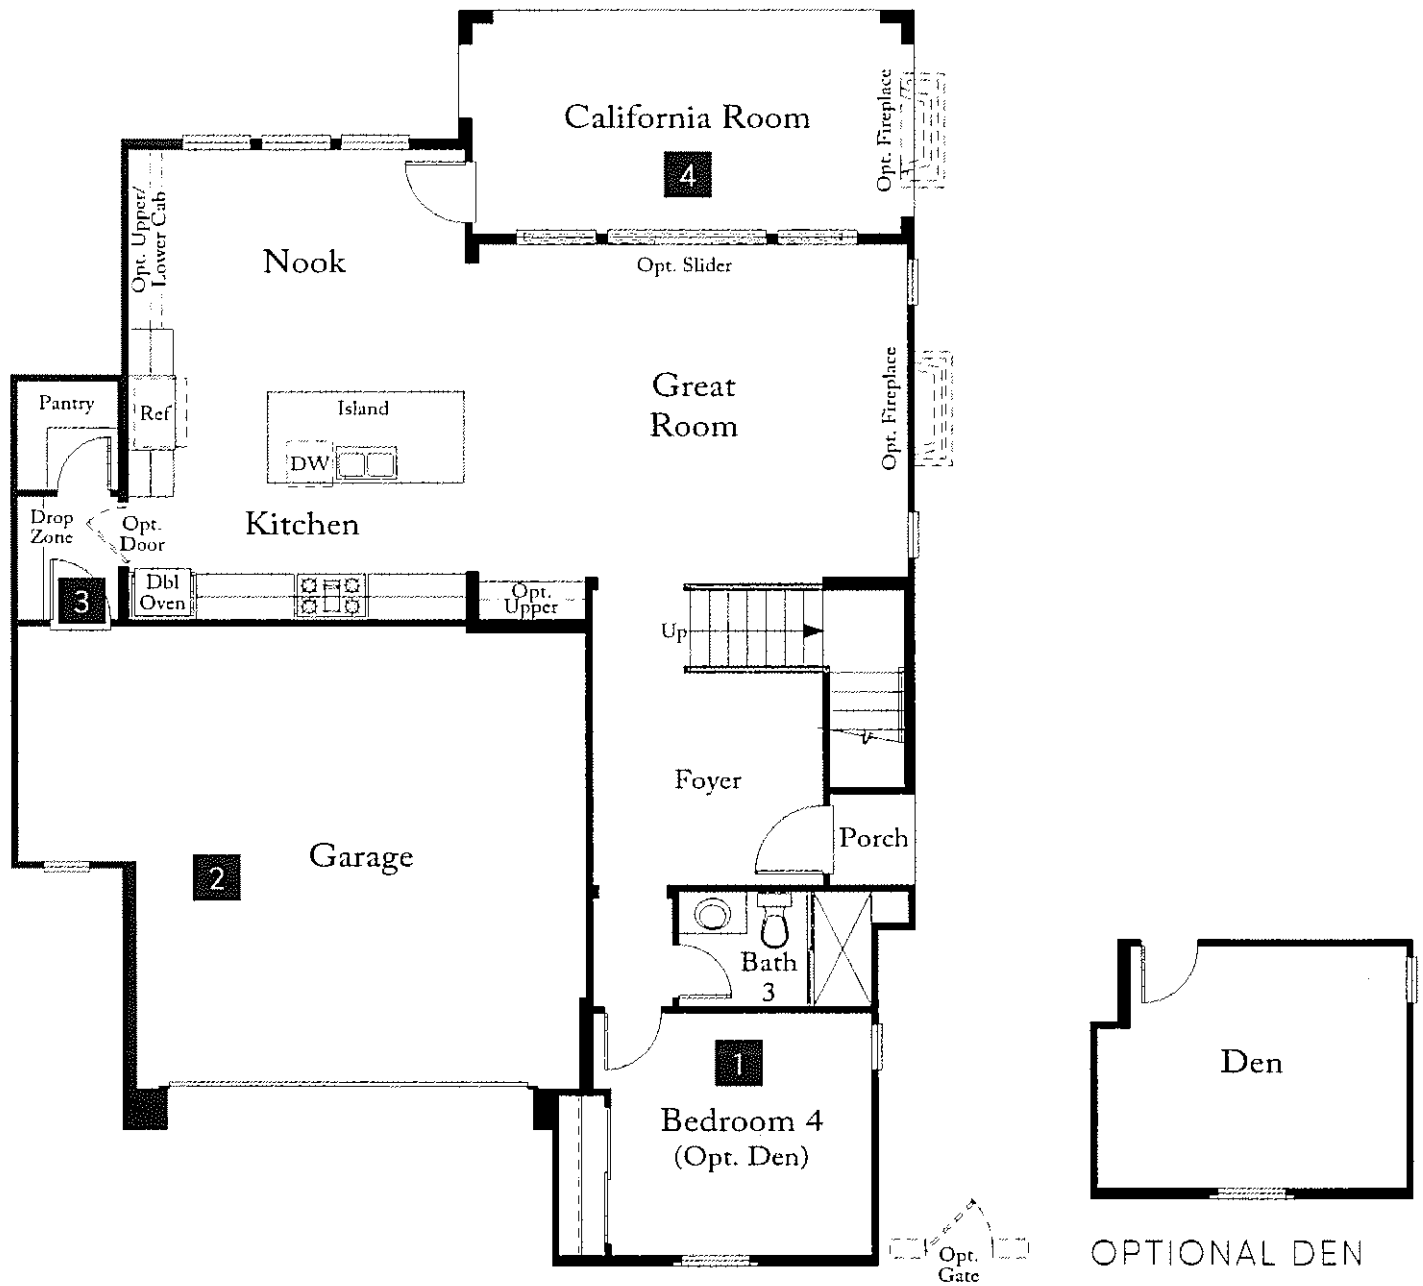 California Room
4
Opt. Fireplace
Opt. Upper/
Lower Cab
Nook
Opt. Slider
Great
Room
Opt. Fireplace
Pantry
Ref
Island
DW
Drop
Zone
Opt.
Door
Kitchen
3
Dbl
Oven
Opt.
Upper
Up
Foyer
Porch
Garage
2
Bath
3
1
Bedroom 4
(Opt. Den)
Den
Opt.
Gate
OPTIONAL DEN